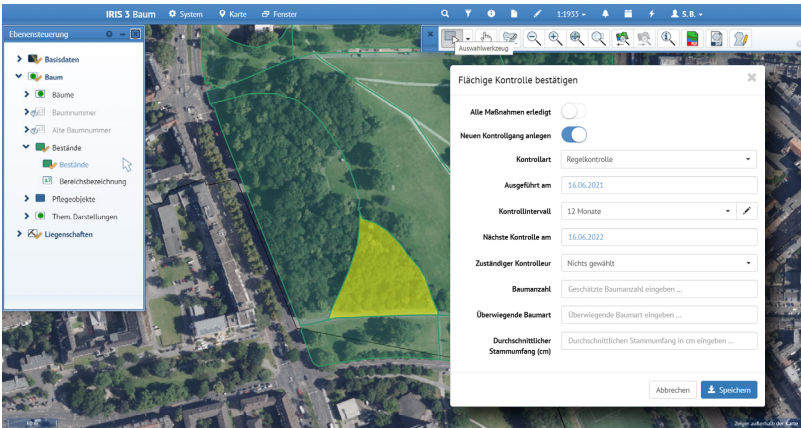 IRIS 3 Baum System Karte Fenster 1:1933 S.B.
Ebenensteuerung
Auswahlwerkzeug
Basisdaten
Baum
Bäume
Baumnummer
Alte Baumnummer
Bestände
Bestände
Bereichsbezeichnung
Pflegeobjekte
Them. Darstellungen
Liegenschaften
Flächige Kontrolle bestätigen
Alle Maßnahmen erledigt
Neuen Kontrollgang anlegen
Kontrollart Regelkontrolle
Ausgeführt am 16.06.2021
Kontrollintervall 12 Monate
Nächste Kontrolle am 16.06.2022
Zuständiger Kontrolleur Nichts gewählt
Baumanzahl Geschätzte Baumanzahl eingeben ...
Überwiegende Baumart Überwiegende Baumart eingeben ...
Durchschnittlicher Durchschnittlichen Stammumfang in cm eingeben ...
Stammumfang (cm)
Abbrechen Speichern
60 m Zeiger außerhalb der Karte